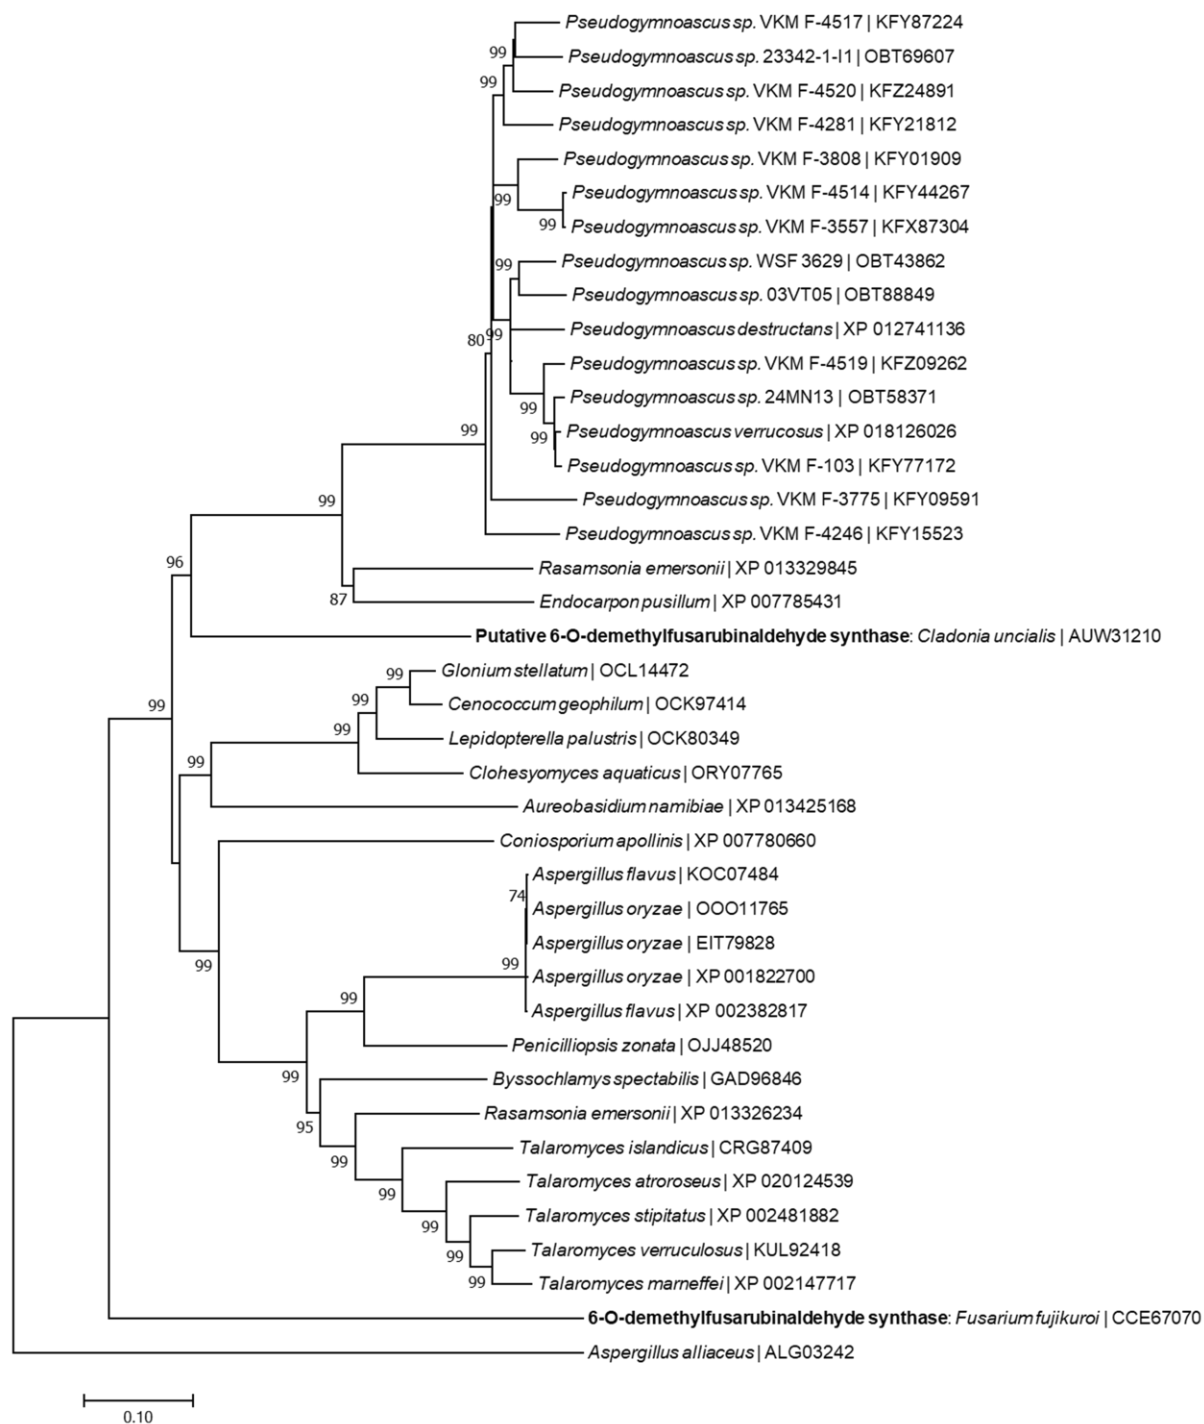 Pseudogymnoascus sp. VKM F-4517 | KFY87224
99
Pseudogymnoascus sp. 23342-1-I1 | OBT69607
99
Pseudogymnoascus sp. VKM F-4520 | KFZ24891
Pseudogymnoascus sp. VKM F-4281 | KFY21812
Pseudogymnoascus sp. VKM F-3808 | KFY01909
99
Pseudogymnoascus sp. VKM F-4514 | KFY44267
99
Pseudogymnoascus sp. VKM F-3557 | KFX87304
99
Pseudogymnoascus sp. WSF 3629 | OBT43862
Pseudogymnoascus sp. 03VT05 | OBT88849
Pseudogymnoascus destructans | XP 012741136
80
99
Pseudogymnoascus sp. VKM F-4519 | KFZ09262
Pseudogymnoascus sp. 24MN13 | OBT58371
99
Pseudogymnoascus verrucosus | XP 018126026
99
99
Pseudogymnoascus sp. VKM F-103 | KFY77172
Pseudogymnoascus sp. VKM F-3775 | KFY09591
99
Pseudogymnoascus sp. VKM F-4246 | KFY15523
96
Rasamsonia emersonii | XP 013329845
87
Endocarpon pusillum | XP 007785431
Putative 6-O-demethylfusarubinaldehyde synthase: Cladonia uncialis | AUW31210
99
Glonium stellatum | OCL14472
99
99
Cenococcum geophilum | OCK97414
99
Lepidopterella palustris | OCK80349
99
Clohesyomyces aquaticus | ORY07765
Aureobasidium namibiae | XP 013425168
Coniosporium apollinis | XP 007780660
Aspergillus flavus | KOC07484
74
Aspergillus oryzae | OOO11765
Aspergillus oryzae | EIT79828
99
99
Aspergillus oryzae | XP 001822700
99
Aspergillus flavus | XP 002382817
Penicilliopsis zonata | OJJ48520
99
Byssochlamys spectabilis | GAD96846
Rasamsonia emersonii | XP 013326234
95
Talaromyces islandicus | CRG87409
99
Talaromyces atroroseus | XP 020124539
99
Talaromyces stipitatus | XP 002481882
99
Talaromyces verruculosus | KUL92418
99
99
Talaromyces marneffei | XP 002147717
6-O-demethylfusarubinaldehyde synthase: Fusarium fujikuroi | CCE67070
Aspergillus alliaceus | ALG03242
0.10